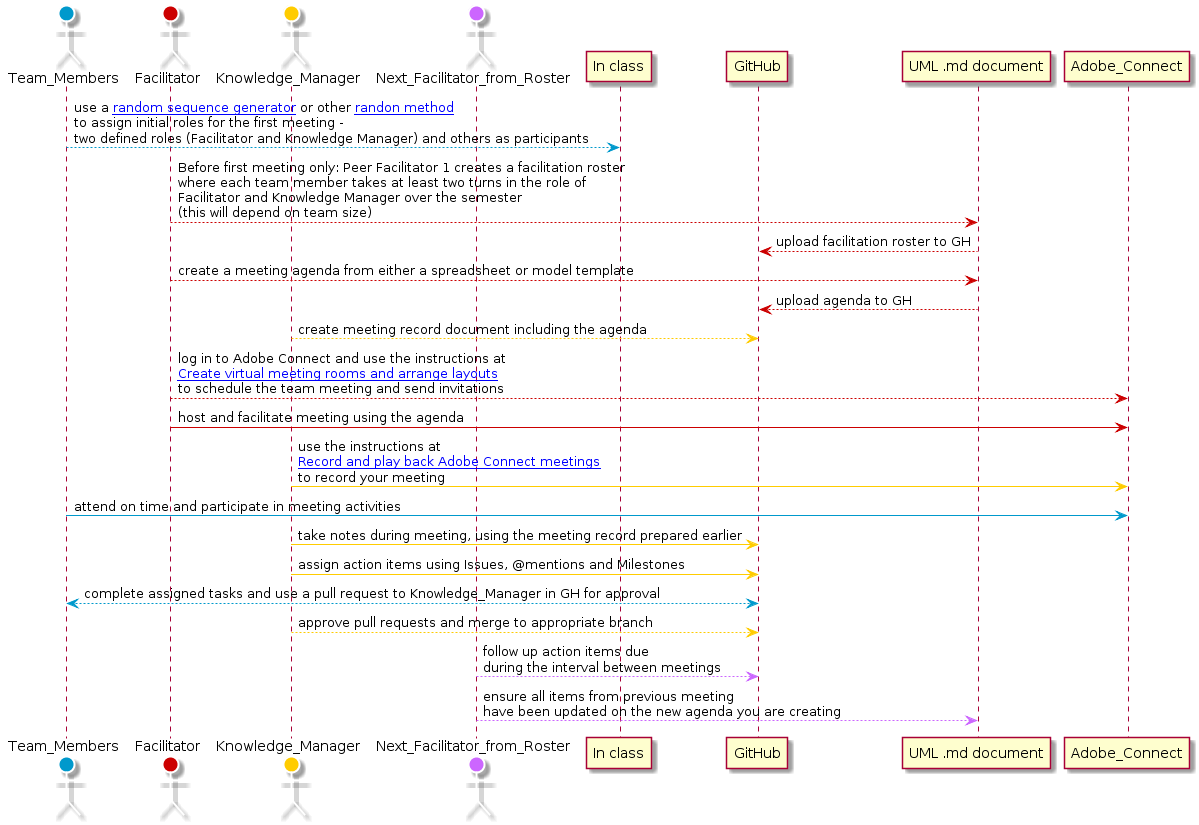 Team_Members
Facilitator
Knowledge_Manager
Next_Facilitator_from_Roster
In class
GitHub
UML .md document
Adobe_Connect
use a random sequence generator or other randon method
to assign initial roles for the first meeting -
two defined roles (Facilitator and Knowledge Manager) and others as participants
Before first meeting only: Peer Facilitator 1 creates a facilitation roster
where each team member takes at least two turns in the role of
Facilitator and Knowledge Manager over the semester
(this will depend on team size)
upload facilitation roster to GH
create a meeting agenda from either a spreadsheet or model template
upload agenda to GH
create meeting record document including the agenda
log in to Adobe Connect and use the instructions at
Create virtual meeting rooms and arrange layouts
to schedule the team meeting and send invitations
host and facilitate meeting using the agenda
use the instructions at
Record and play back Adobe Connect meetings
to record your meeting
attend on time and participate in meeting activities
take notes during meeting, using the meeting record prepared earlier
assign action items using Issues, @mentions and Milestones
complete assigned tasks and use a pull request to Knowledge_Manager in GH for approval
approve pull requests and merge to appropriate branch
follow up action items due
during the interval between meetings
ensure all items from previous meeting
have been updated on the new agenda you are creating
Team_Members
Facilitator
Knowledge_Manager
Next_Facilitator_from_Roster
In class
GitHub
UML .md document
Adobe_Connect